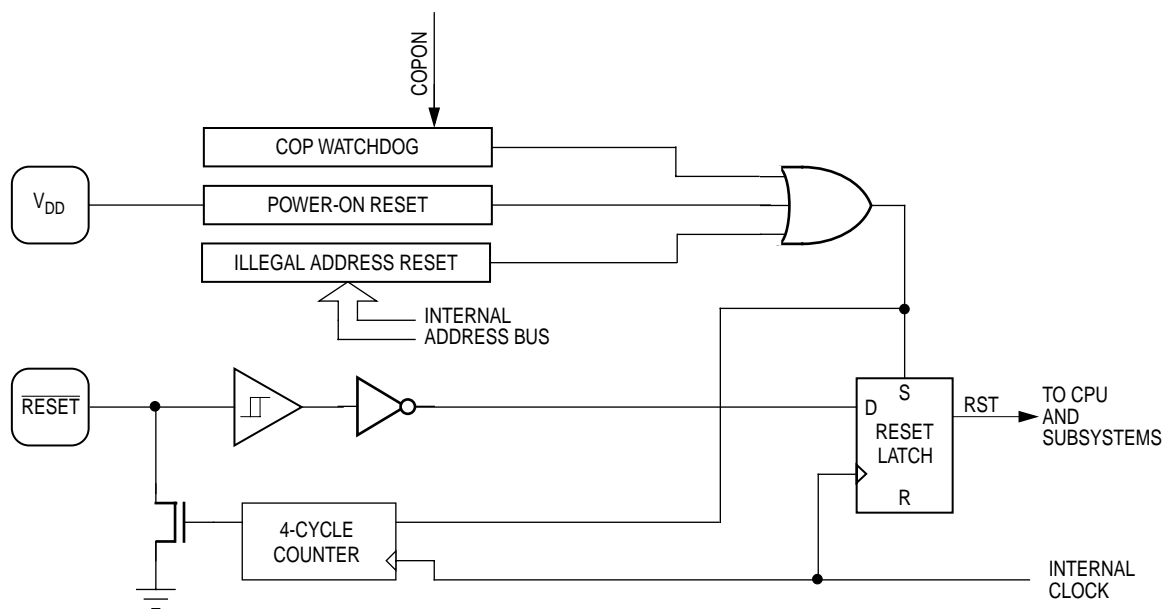 COPON
COP WATCHDOG
VDD
POWER-ON RESET
ILLEGAL ADDRESS RESET
INTERNAL
ADDRESS BUS
RESET
D
S
RESET
LATCH
R
RST
TO CPU
AND
SUBSYSTEMS
4-CYCLE
COUNTER
INTERNAL
CLOCK